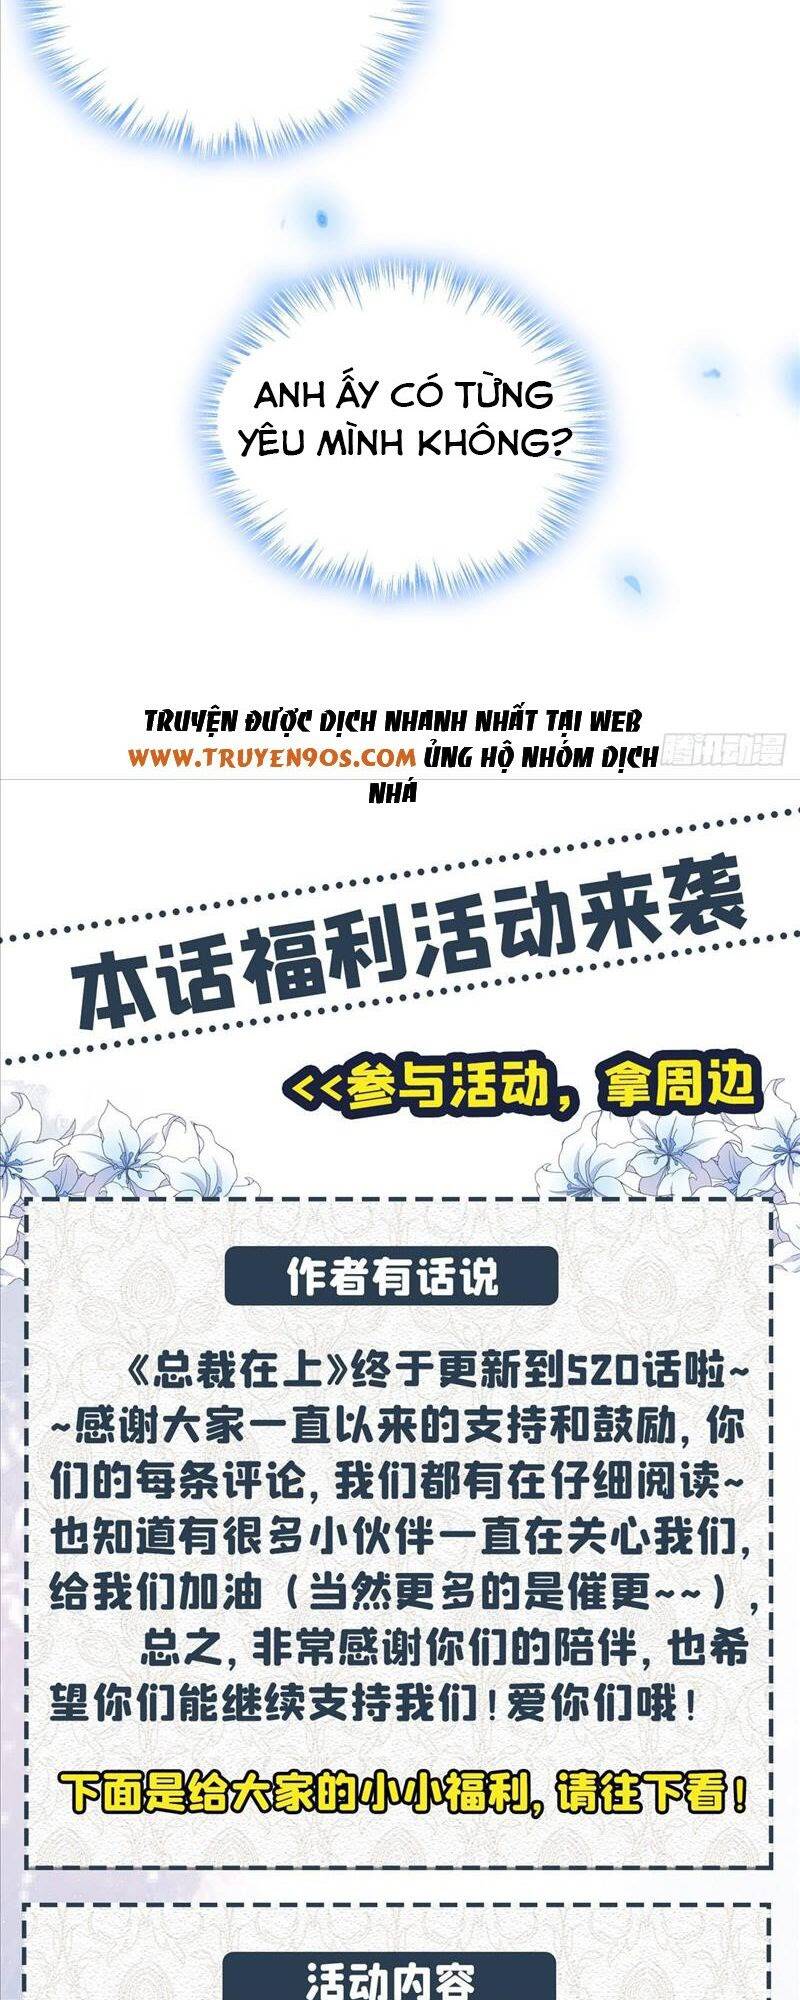 ANH ẤY CÓ TỪNG
YÊU MÌNH KHÔNG?
TRUYỆN ĐƯỢC DỊCH NHANH NHẤT TẠI WEB
WWW.TRUYEN90S.COM ỦNG HỘ NHÓM DỊCH
NHÁ
腾讯动漫
本话福利活动来袭
<<参与活动，拿周边
作者有话说
《总裁在上》终于更新到520话啦~
~感谢大家一直以来的支持和鼓励,你
们的每条评论,我们都有在仔细阅读~
也知道有很多小伙伴一直在关心我们,
给我们加油（当然更多的是催更~~）,
总之,非常感谢你们的陪伴,也希
望你们能继续支持我们!爱你们哦!
下面是给大家的小小福利,请往下看!
活动内容